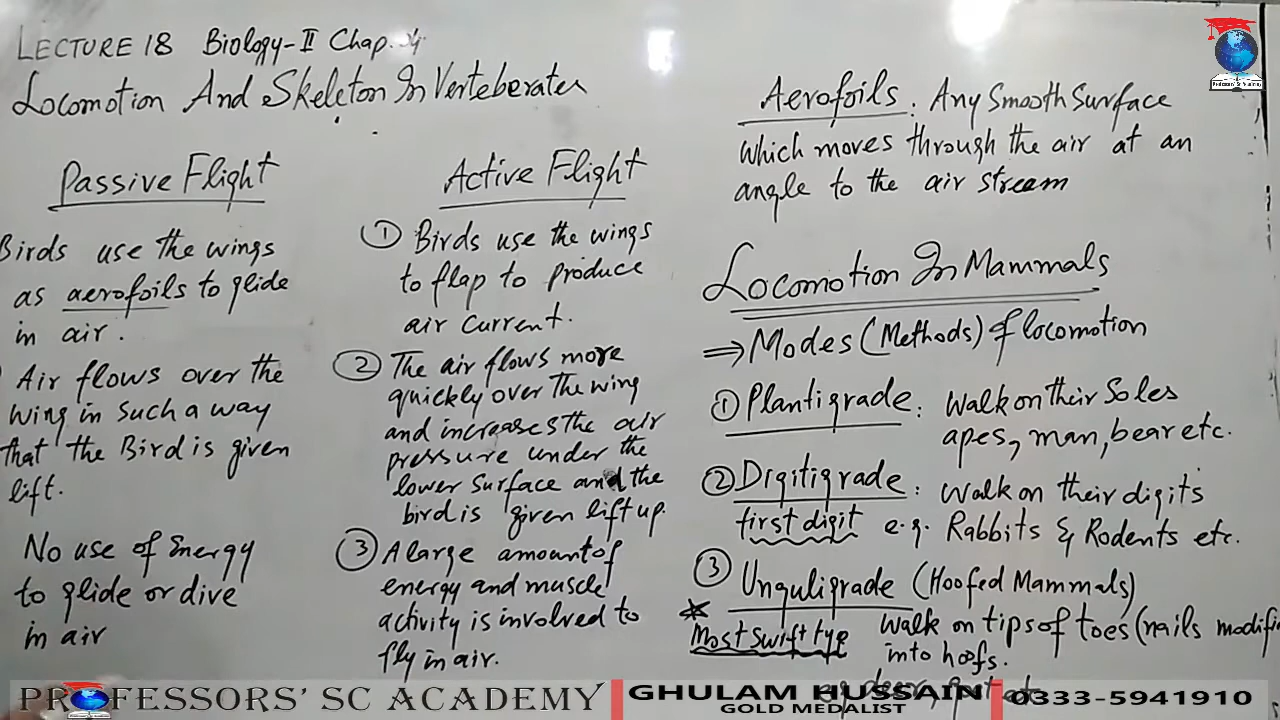 LECTURE 18 Biology-II Chap.
Locomotion And Skeleton In Verteberates
Passive Flight
Birds use the wings
as aerofoils to glide
in air.
Air flows over the
wing in such a way
that the Bird is given
lift.
No use of Energy
to glide or dive
in air
Active Flight
① Birds use the wings
to flap to produce
air current.
② The air flows more
quickly over the wing
and increases the air
pressure under the
lower surface and the
bird is given lift up.
③ A large amount of
energy and muscle
activity is involved to
fly in air.
Aerofoils: Any Smooth Surface
which moves through the air at an
angle to the air stream
Locomotion In Mammals
⇒ Modes (Methods) of locomotion
① Plantigrade: Walk on their Soles
apes, man, bear etc.
② Digitigrade: Walk on their digits
first digit e.g. Rabbits & Rodents etc.
③ Unguligrade (Hoofed Mammals)
* Most swift type Walk on tips of toes (nails modifi
into hoofs.
PROFESSORS' SC ACADEMY
GHULAM HUSSAIN
GOLD MEDALIST
0333-5941910